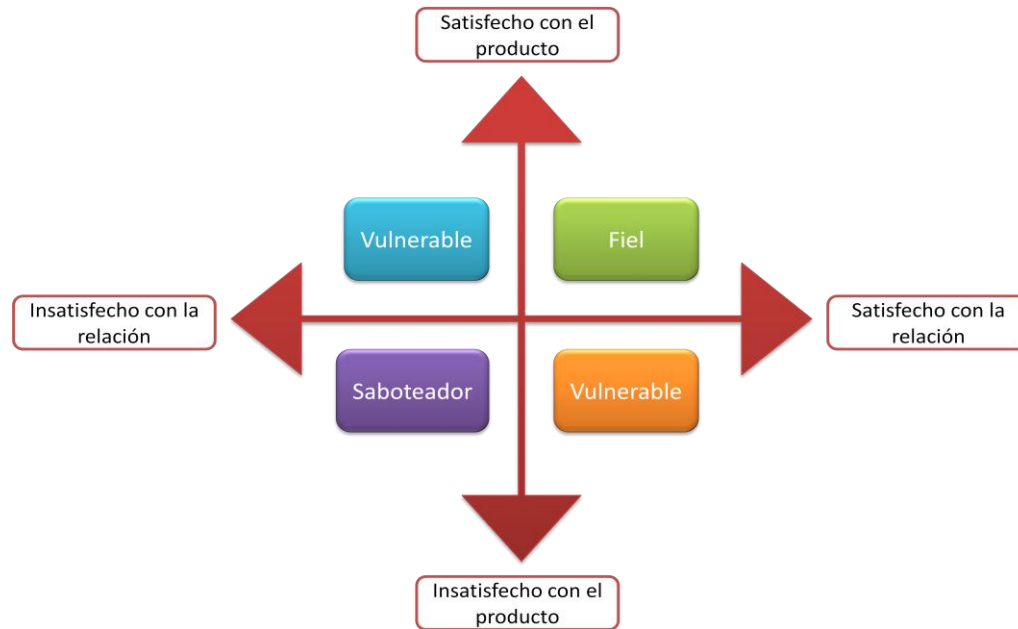 Satisfecho con el
producto
Vulnerable
Fiel
Insatisfecho con la
relación
Satisfecho con la
relación
Saboteador
Vulnerable
Insatisfecho con el
producto